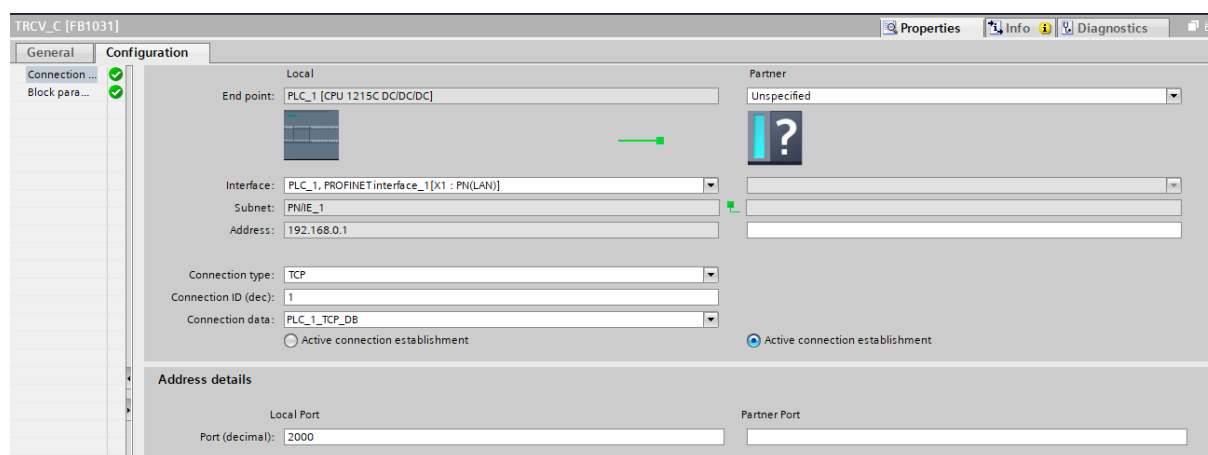 TRCV_C [FB1031]
Properties Info Diagnostics
General Configuration
Connection ...
Block para...
Local Partner
End point: PLC_1 [CPU 1215C DC/DC/DC] Unspecified
?
Interface: PLC_1, PROFINET interface_1[X1 : PN(LAN)]
Subnet: PN/IE_1
Address: 192.168.0.1
Connection type: TCP
Connection ID (dec): 1
Connection data: PLC_1_TCP_DB
Active connection establishment Active connection establishment
Address details
Local Port Partner Port
Port (decimal): 2000